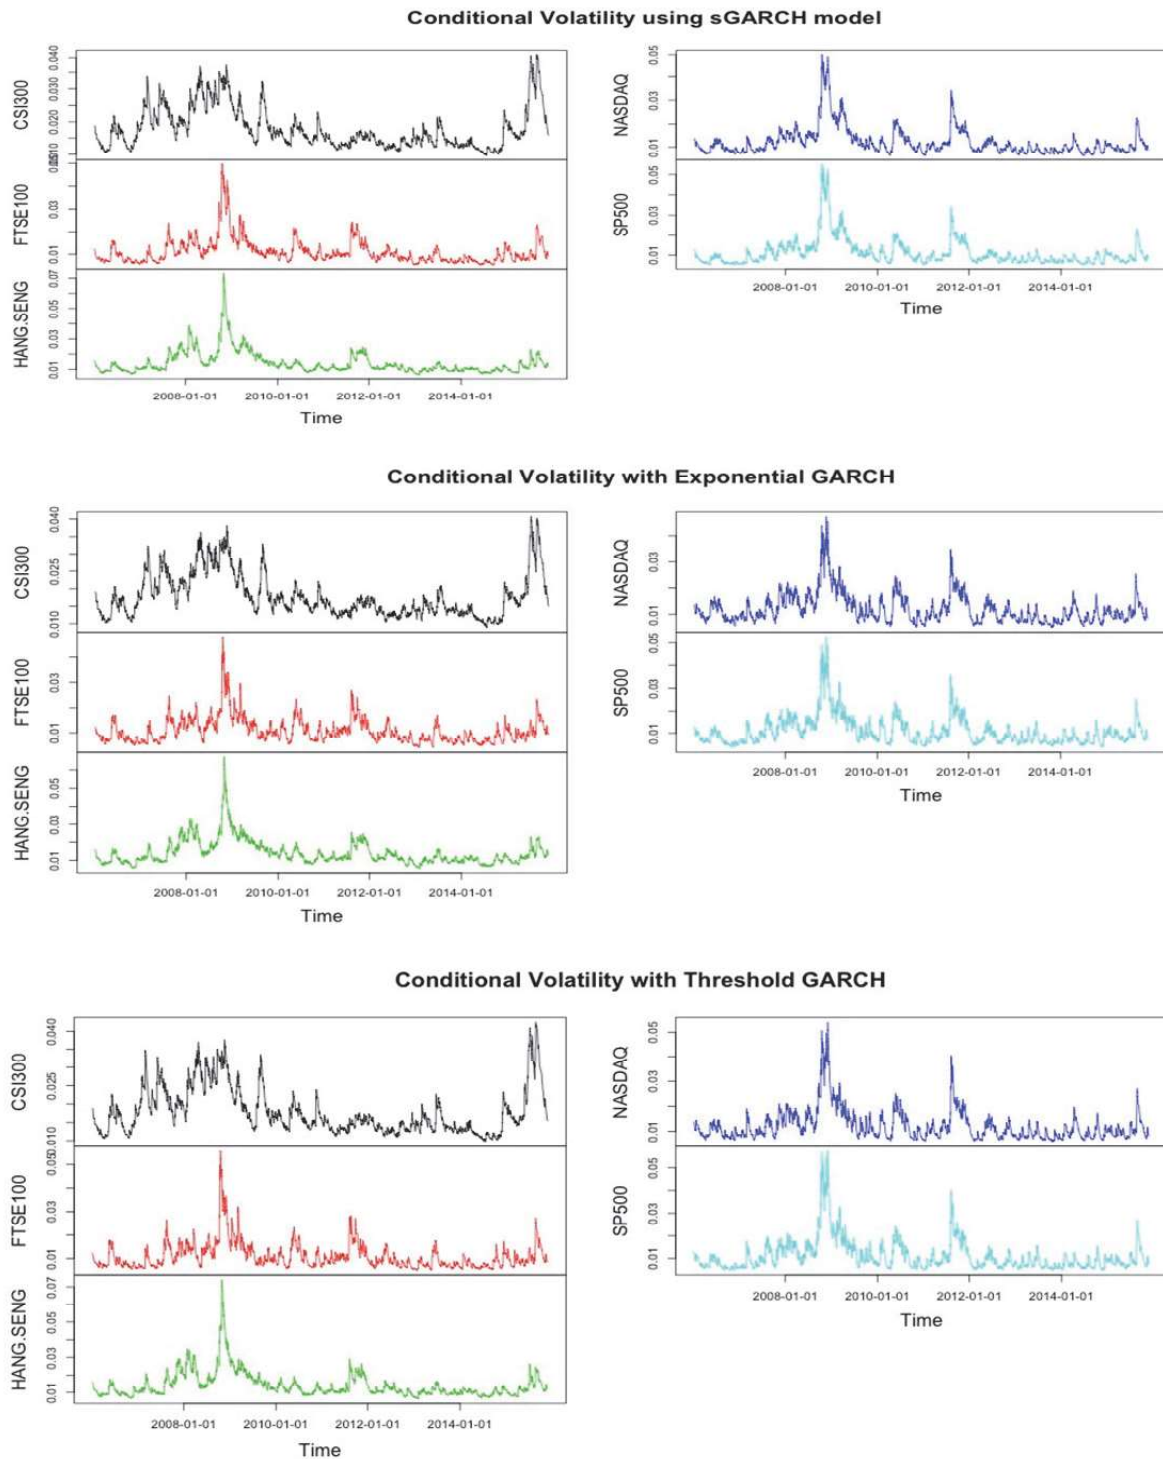 Conditional Volatility using sGARCH model
CSI300
0.040
0.030
0.020
FTSE100
0.03
0.01
HANG.SENG
0.07
0.05
0.03
0.01
2008-01-01 2010-01-01 2012-01-01 2014-01-01
Time
NASDAQ
0.05
0.03
0.01
SP500
0.05
0.03
0.01
2008-01-01 2010-01-01 2012-01-01 2014-01-01
Time
Conditional Volatility with Exponential GARCH
CSI300
0.040
0.025
0.010
FTSE100
0.03
0.01
HANG.SENG
0.05
0.03
0.01
2008-01-01 2010-01-01 2012-01-01 2014-01-01
Time
NASDAQ
0.03
0.01
SP500
0.05
0.03
0.01
2008-01-01 2010-01-01 2012-01-01 2014-01-01
Time
Conditional Volatility with Threshold GARCH
CSI300
0.040
0.025
0.010
FTSE100
0.05
0.03
0.01
HANG.SENG
0.07
0.05
0.03
0.01
2008-01-01 2010-01-01 2012-01-01 2014-01-01
Time
NASDAQ
0.05
0.03
0.01
SP500
0.05
0.03
0.01
2008-01-01 2010-01-01 2012-01-01 2014-01-01
Time